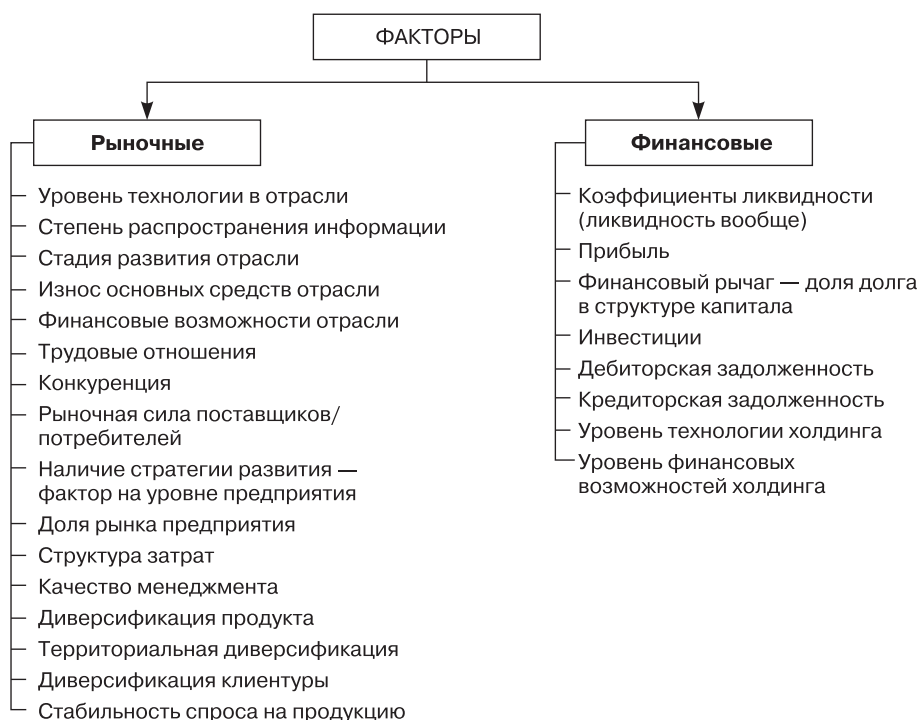 ФАКТОРЫ
Рыночные
Уровень технологии в отрасли
Степень распространения информации
Стадия развития отрасли
Износ основных средств отрасли
Финансовые возможности отрасли
Трудовые отношения
Конкуренция
Рыночная сила поставщиков/
потребителей
Наличие стратегии развития —
фактор на уровне предприятия
Доля рынка предприятия
Структура затрат
Качество менеджмента
Диверсификация продукта
Территориальная диверсификация
Диверсификация клиентуры
Стабильность спроса на продукцию
Финансовые
Коэффициенты ликвидности
(ликвидность вообще)
Прибыль
Финансовый рычаг — доля долга
в структуре капитала
Инвестиции
Дебиторская задолженность
Кредиторская задолженность
Уровень технологии холдинга
Уровень финансовых
возможностей холдинга